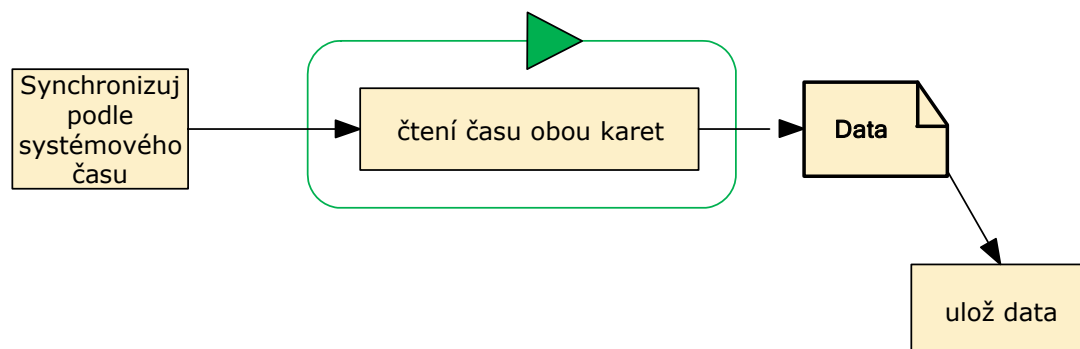 Synchronizuj
podle
systémového
času
čtení času obou karet
Data
ulož data